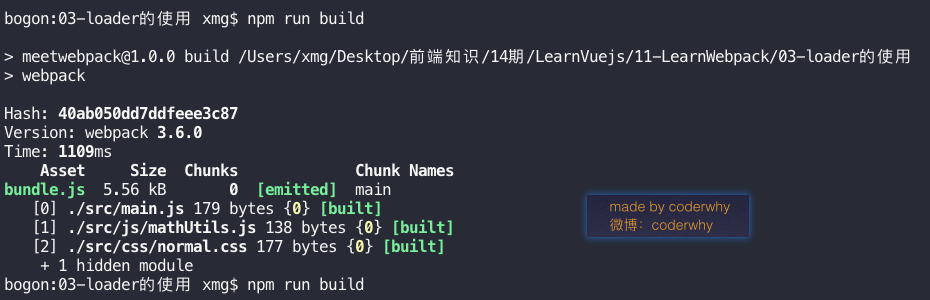 bogon:03-loader的使用 xmg$ npm run build
> meetwebpack@1.0.0 build /Users/xmg/Desktop/前端知识/14期/LearnVuejs/11-LearnWebpack/03-loader的使用
> webpack
Hash: 40ab050dd7ddfeee3c87
Version: webpack 3.6.0
Time: 1109ms
Asset Size Chunks Chunk Names
bundle.js 5.56 kB 0 [emitted] main
[0] ./src/main.js 179 bytes {0} [built]
[1] ./src/js/mathUtils.js 138 bytes {0} [built]
[2] ./src/css/normal.css 177 bytes {0} [built]
+ 1 hidden module
made by coderwhy
微博：coderwhy
bogon:03-loader的使用 xmg$ npm run build